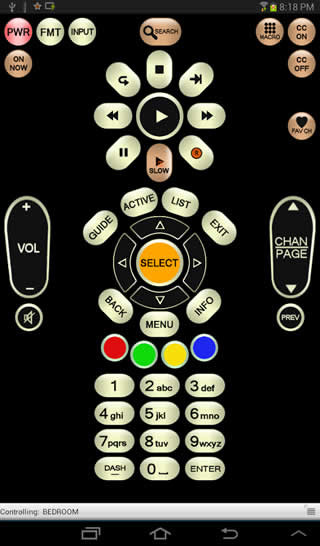 8:18 PM
PWR FMT INPUT SEARCH MACRO CC ON
ON NOW CC OFF
FAV CH
R
SLOW
GUIDE ACTIVE LIST EXIT
+
VOL
−
SELECT
CHAN
PAGE
BACK MENU INFO
PREV
1 2 abc 3 def
4 ghi 5 jkl 6 mno
7 pqrs 8 tuv 9 wxyz
DASH — 0 ENTER
Controlling: BEDROOM